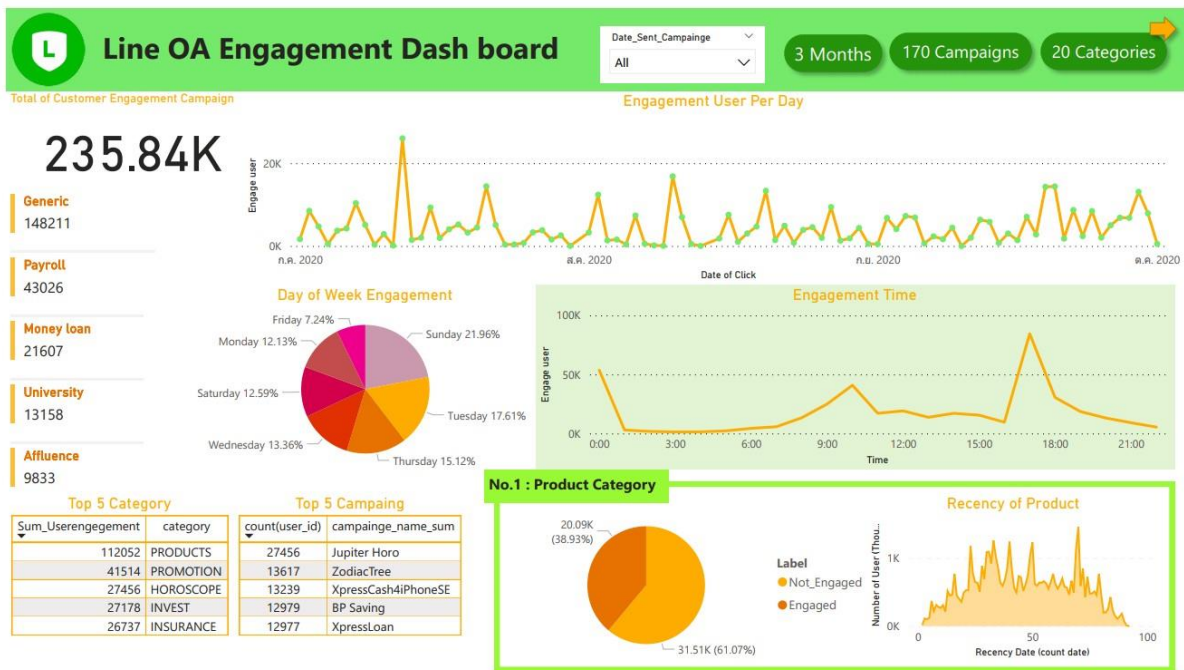 L
Line OA Engagement Dash board
Date_Sent_Campainge
All
3 Months
170 Campaigns
20 Categories
Total of Customer Engagement Campaign
235.84K
Generic
148211
Payroll
43026
Money loan
21607
University
13158
Affluence
9833
Engagement User Per Day
Engage user
20K
0K
ก.ค. 2020
ส.ค. 2020
ก.ย. 2020
ต.ค. 2020
Date of Click
Day of Week Engagement
Friday 7.24%
Sunday 21.96%
Monday 12.13%
Saturday 12.59%
Tuesday 17.61%
Wednesday 13.36%
Thursday 15.12%
Engagement Time
Engage user
100K
50K
0K
0:00 3:00 6:00 9:00 12:00 15:00 18:00 21:00
Time
Top 5 Category
Sum_Userengegement category
112052 PRODUCTS
41514 PROMOTION
27456 HOROSCOPE
27178 INVEST
26737 INSURANCE
Top 5 Campaing
count(user_id) campainge_name_sum
27456 Jupiter Horo
13617 ZodiacTree
13239 XpressCash4iPhoneSE
12979 BP Saving
12977 XpressLoan
No.1 : Product Category
20.09K
(38.93%)
31.51K (61.07%)
Label
Not_Engaged
Engaged
Recency of Product
Number of User (Thou..
1K
0K
0 50 100
Recency Date (count date)